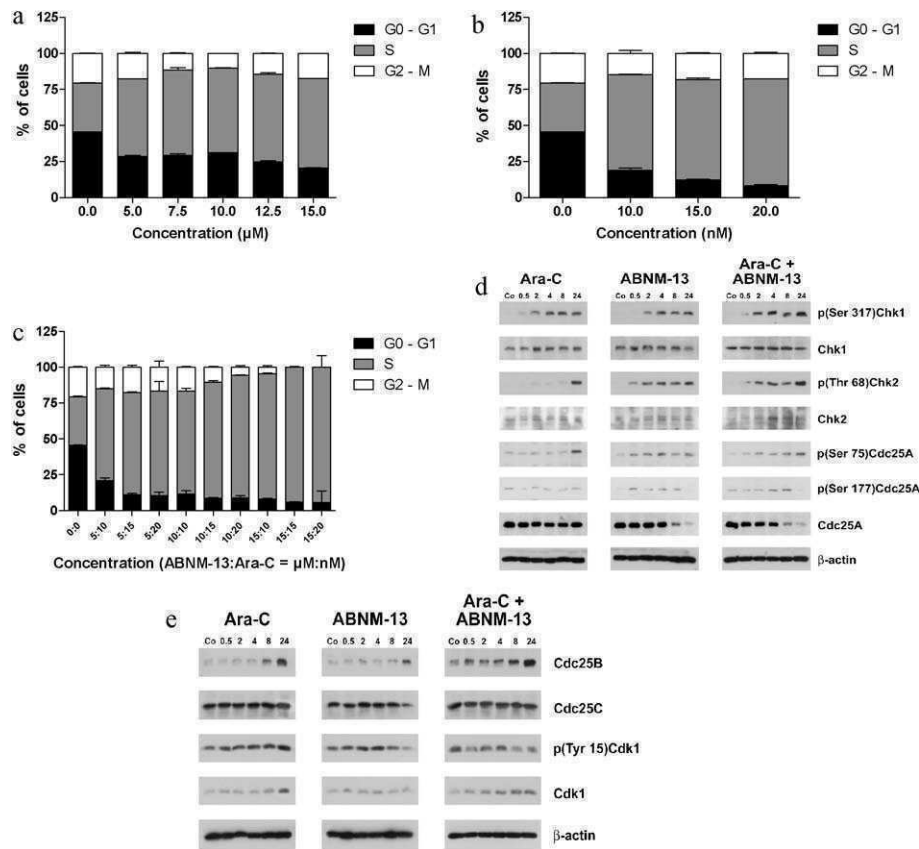 a
125
100
75
50
25
0
% of cells
0.0 5.0 7.5 10.0 12.5 15.0
Concentration (µM)
G0 - G1
S
G2 - M
b
125
100
75
50
25
0
% of cells
0.0 10.0 15.0 20.0
Concentration (nM)
G0 - G1
S
G2 - M
c
125
100
75
50
25
0
% of cells
0:0 5:10 5:15 5:20 10:10 10:15 10:20 15:10 15:15 15:20
Concentration (ABNM-13:Ara-C = µM:nM)
G0 - G1
S
G2 - M
d
Ara-C ABNM-13 Ara-C + ABNM-13
Co 0.5 2 4 8 24 Co 0.5 2 4 8 24 Co 0.5 2 4 8 24
p(Ser 317)Chk1
Chk1
p(Thr 68)Chk2
Chk2
p(Ser 75)Cdc25A
p(Ser 177)Cdc25A
Cdc25A
β-actin
e
Ara-C ABNM-13 Ara-C + ABNM-13
Co 0.5 2 4 8 24 Co 0.5 2 4 8 24 Co 0.5 2 4 8 24
Cdc25B
Cdc25C
p(Tyr 15)Cdk1
Cdk1
β-actin